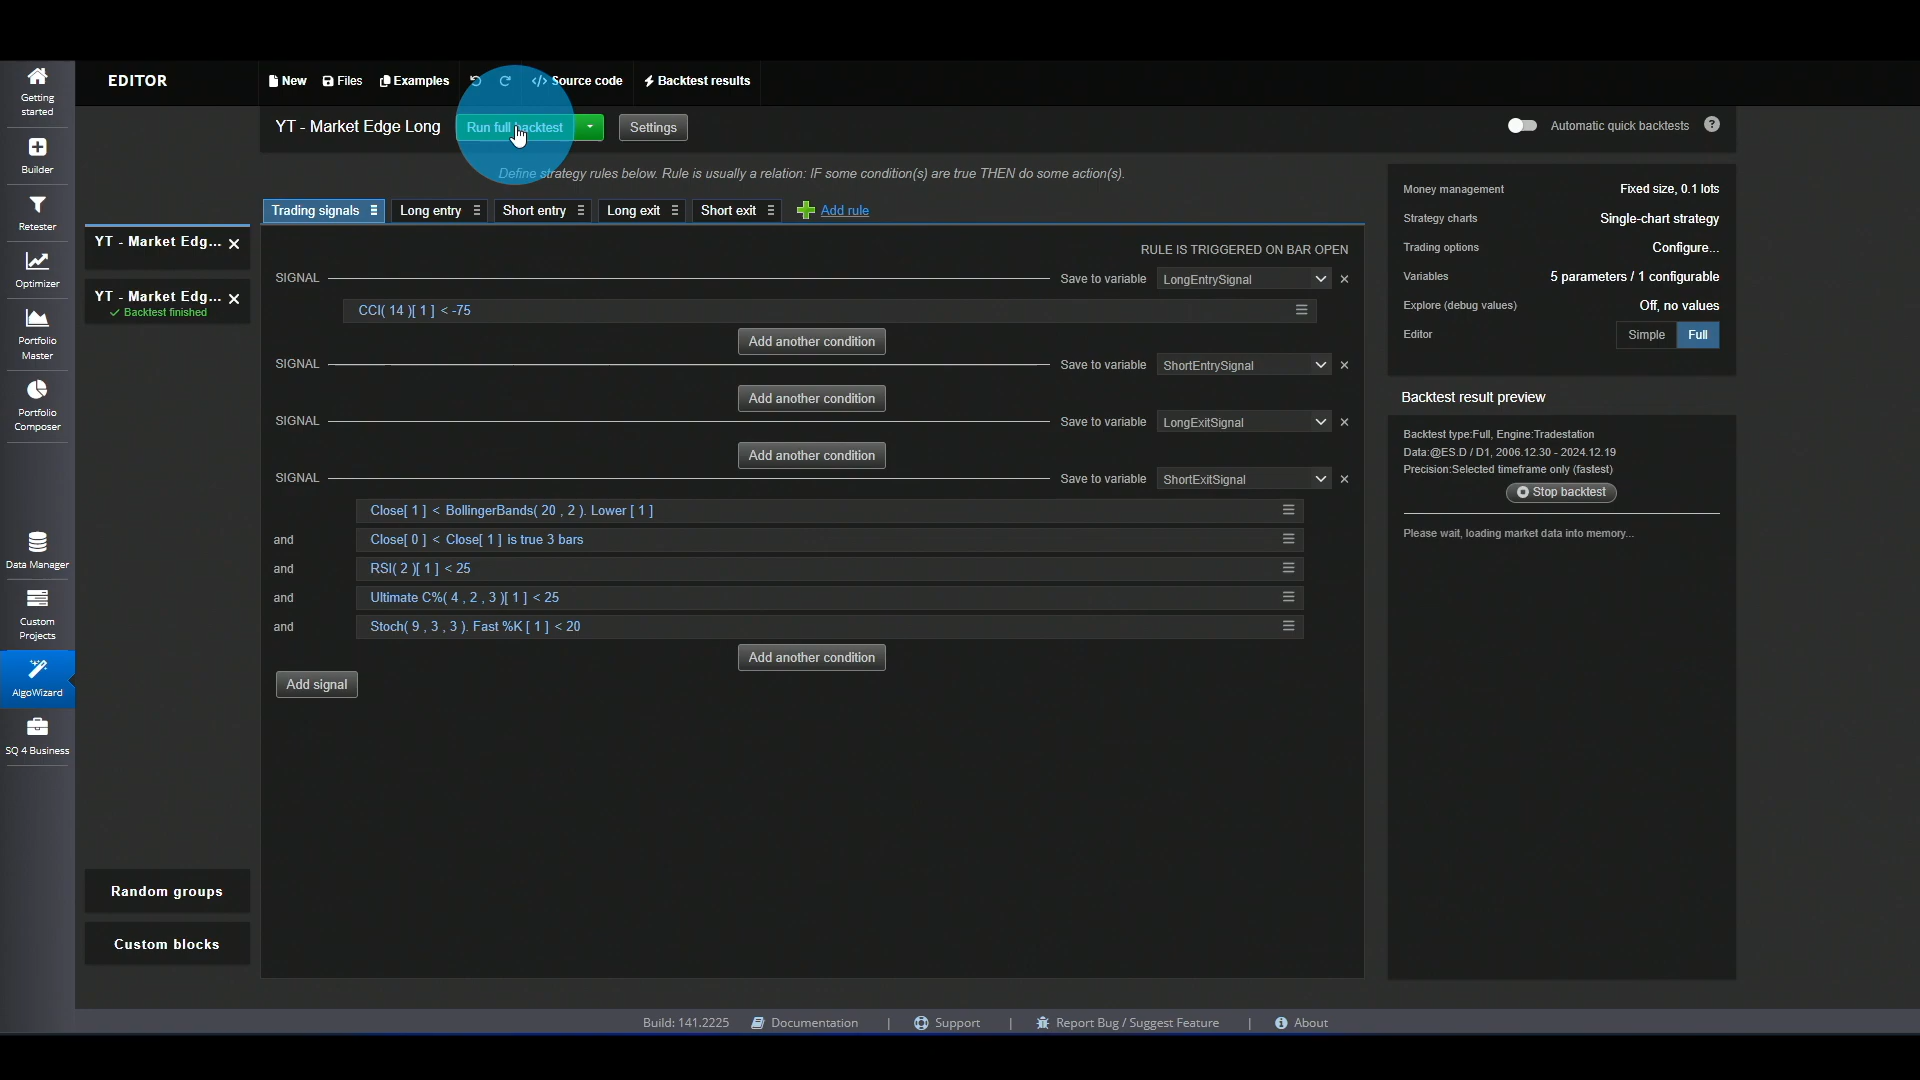 EDITOR
New
Files
Examples
</> Source code
Backtest results
Getting
started
Builder
Retester
Optimizer
Portfolio
Master
Portfolio
Composer
Data Manager
Custom
Projects
AlgoWizard
SQ 4 Business
YT - Market Edg...
YT - Market Edg...
Backtest finished
Random groups
Custom blocks
YT - Market Edge Long
Run full backtest
Settings
Automatic quick backtests
Define strategy rules below. Rule is usually a relation: IF some condition(s) are true THEN do some action(s).
Trading signals
Long entry
Short entry
Long exit
Short exit
Add rule
RULE IS TRIGGERED ON BAR OPEN
SIGNAL
Save to variable
LongEntrySignal
CCI( 14 )[ 1 ] < -75
Add another condition
SIGNAL
Save to variable
ShortEntrySignal
Add another condition
SIGNAL
Save to variable
LongExitSignal
Add another condition
SIGNAL
Save to variable
ShortExitSignal
Close[ 1 ] < BollingerBands( 20 , 2 ). Lower [ 1 ]
and
Close[ 0 ] < Close[ 1 ] is true 3 bars
and
RSI( 2 )[ 1 ] < 25
and
Ultimate C%( 4 , 2 , 3 )[ 1 ] < 25
and
Stoch( 9 , 3 , 3 ). Fast %K [ 1 ] < 20
Add another condition
Add signal
Money management
Fixed size, 0.1 lots
Strategy charts
Single-chart strategy
Trading options
Configure...
Variables
5 parameters / 1 configurable
Explore (debug values)
Off, no values
Editor
Simple
Full
Backtest result preview
Backtest type:Full, Engine:Tradestation
Data:@ES.D / D1, 2006.12.30 - 2024.12.19
Precision:Selected timeframe only (fastest)
Stop backtest
Please wait, loading market data into memory...
Build: 141.2225
Documentation
|
Support
|
Report Bug / Suggest Feature
|
About